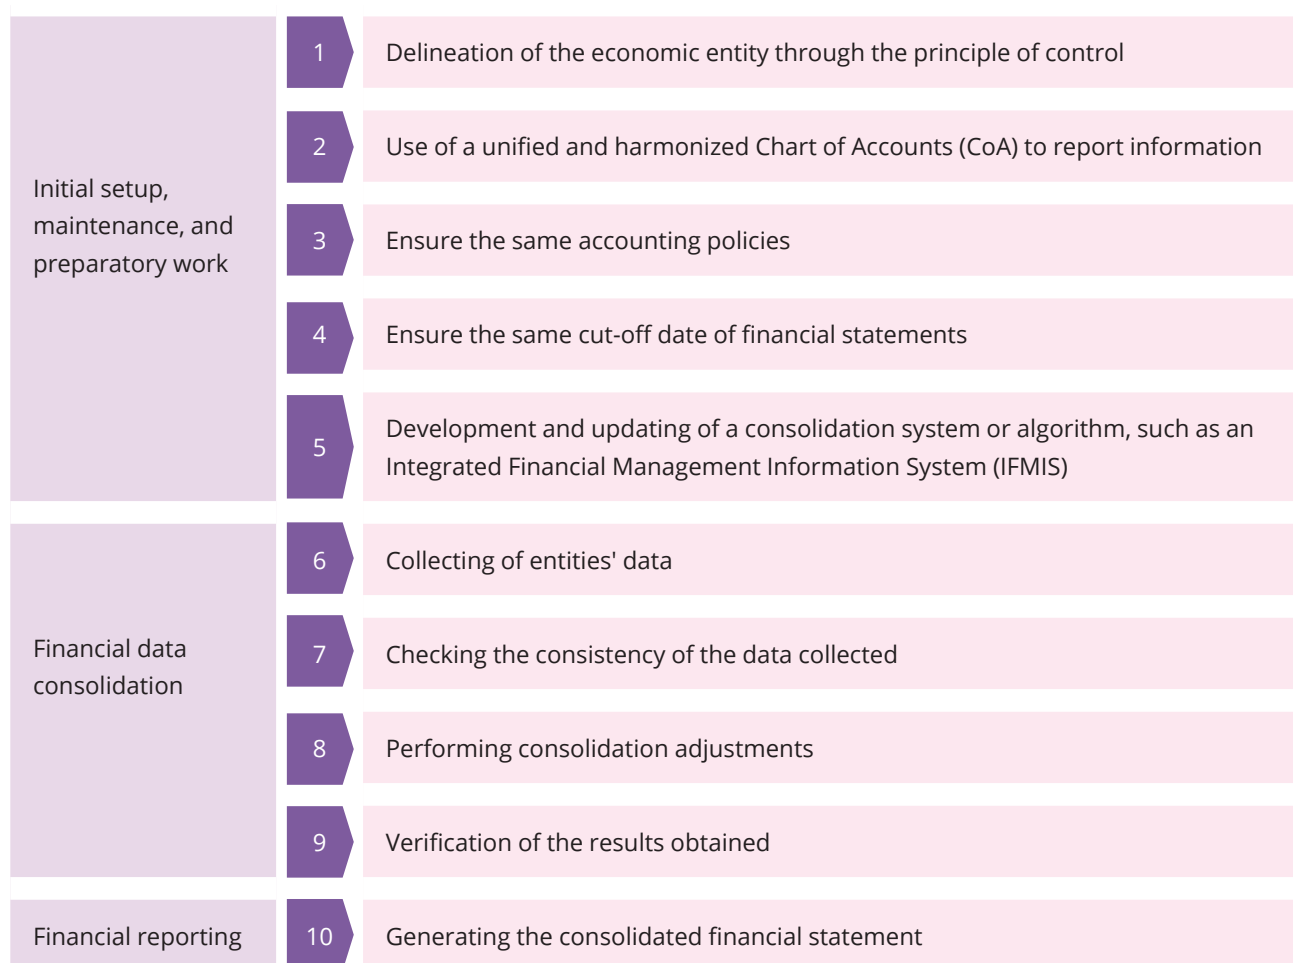 Initial setup,
maintenance, and
preparatory work
1
Delineation of the economic entity through the principle of control
2
Use of a unified and harmonized Chart of Accounts (CoA) to report information
3
Ensure the same accounting policies
4
Ensure the same cut-off date of financial statements
5
Development and updating of a consolidation system or algorithm, such as an
Integrated Financial Management Information System (IFMIS)
Financial data
consolidation
6
Collecting of entities' data
7
Checking the consistency of the data collected
8
Performing consolidation adjustments
9
Verification of the results obtained
Financial reporting
10
Generating the consolidated financial statement